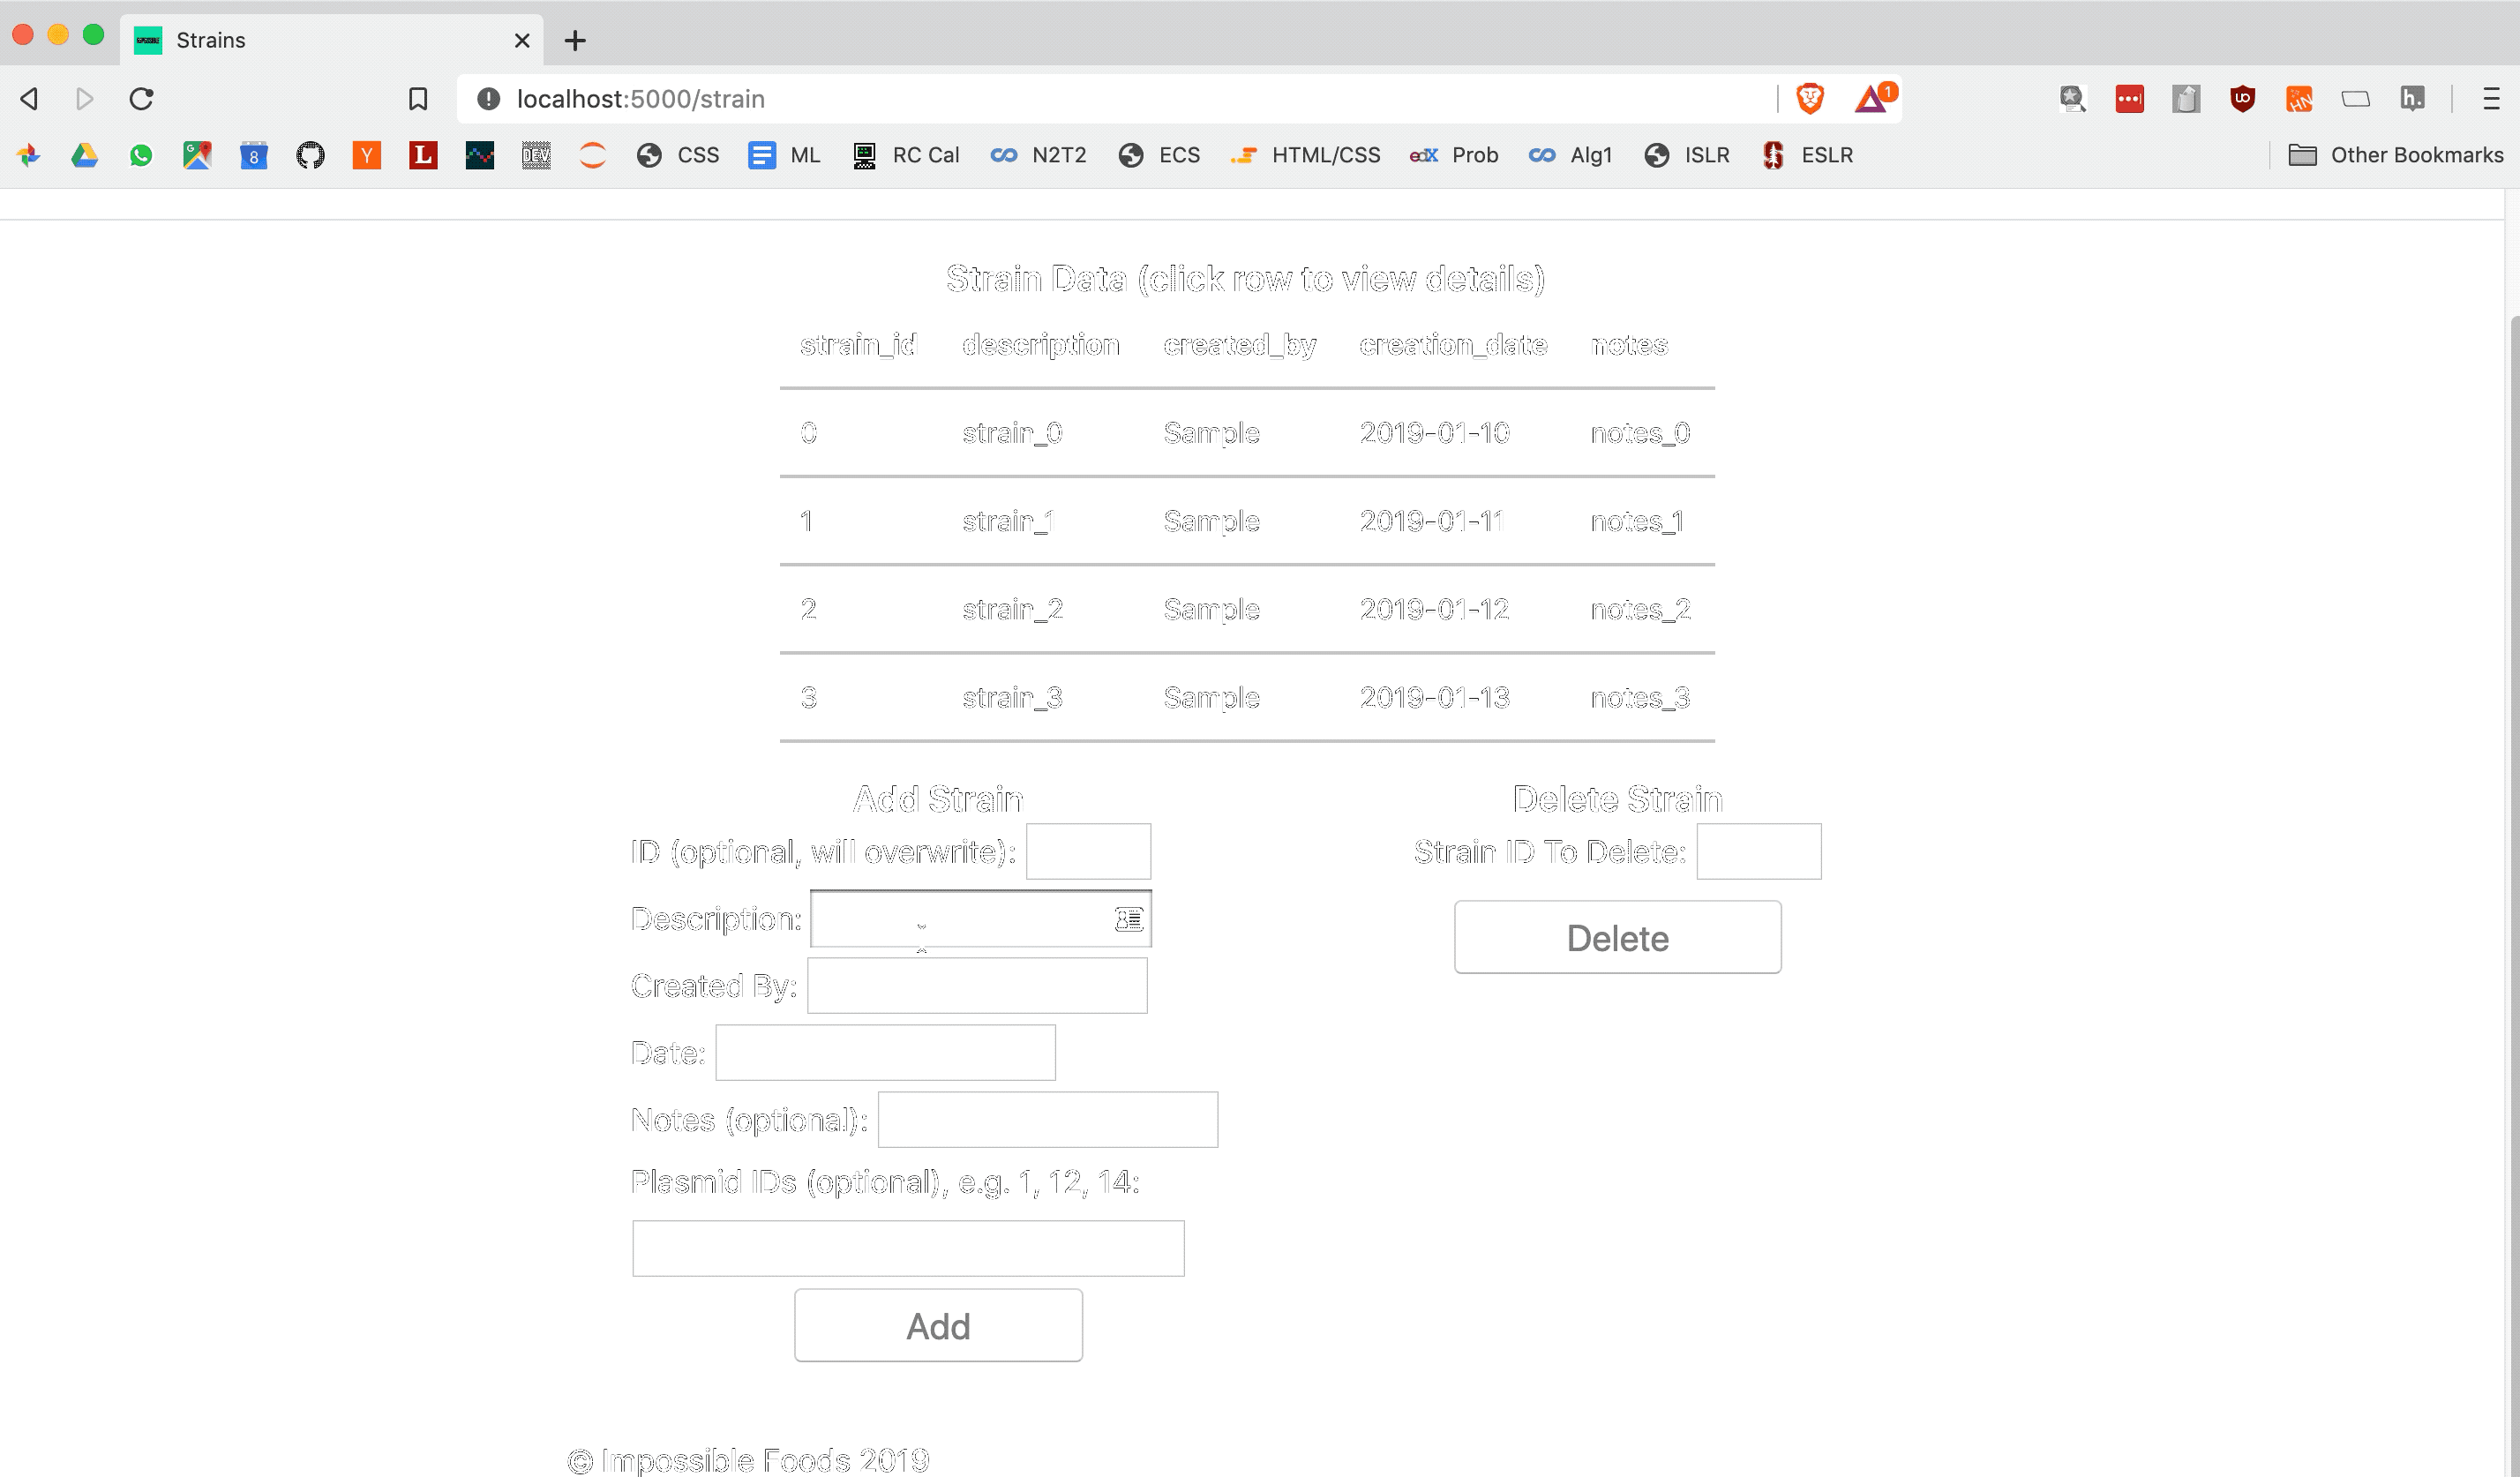 Strains
localhost:5000/strain
1
8 Y L DEV CSS ML RC Cal N2T2 ECS HTML/CSS edX Prob Alg1 ISLR ESLR Other Bookmarks
Strain Data (click row to view details)
strain_id description created_by creation_date notes
0 strain_0 Sample 2019-01-10 notes_0
1 strain_1 Sample 2019-01-11 notes_1
2 strain_2 Sample 2019-01-12 notes_2
3 strain_3 Sample 2019-01-13 notes_3
Add Strain
ID (optional, will overwrite):
Description:
Created By:
Date:
Notes (optional):
Plasmid IDs (optional), e.g. 1, 12, 14:
Add
Delete Strain
Strain ID To Delete:
Delete
© Impossible Foods 2019